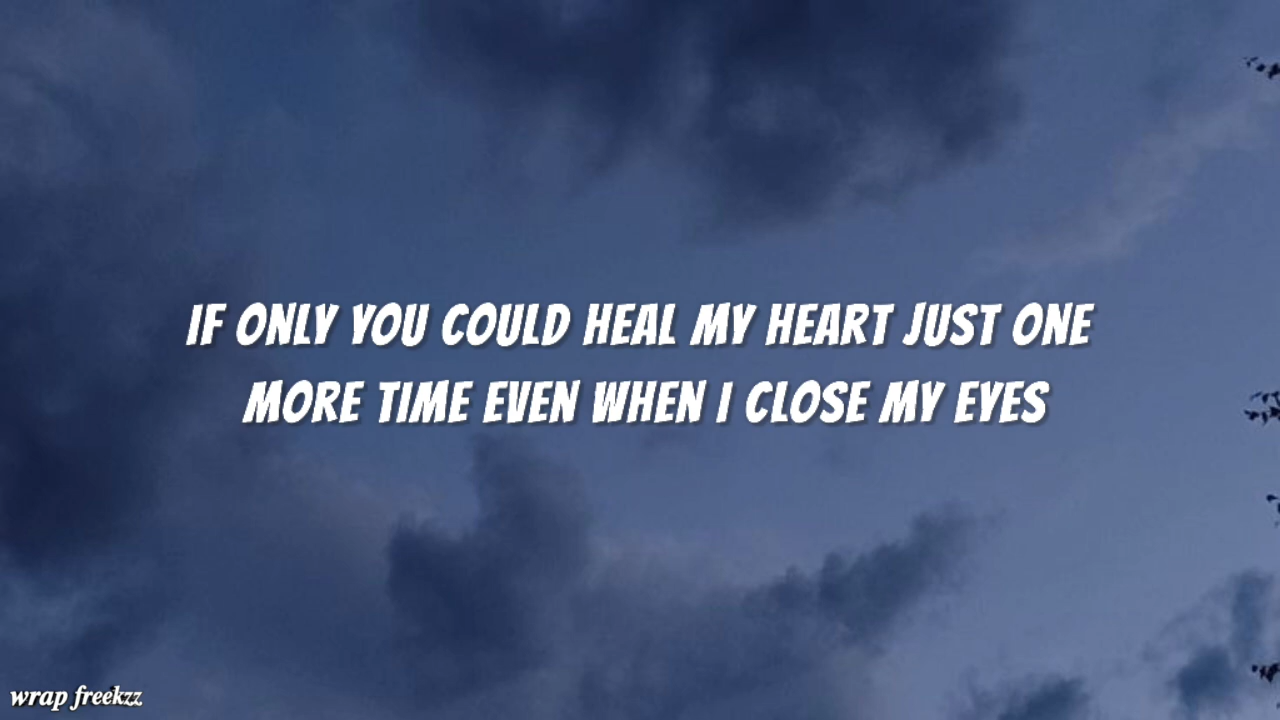 IF ONLY YOU COULD HEAL MY HEART JUST ONE
MORE TIME EVEN WHEN I CLOSE MY EYES
wrap freekzz